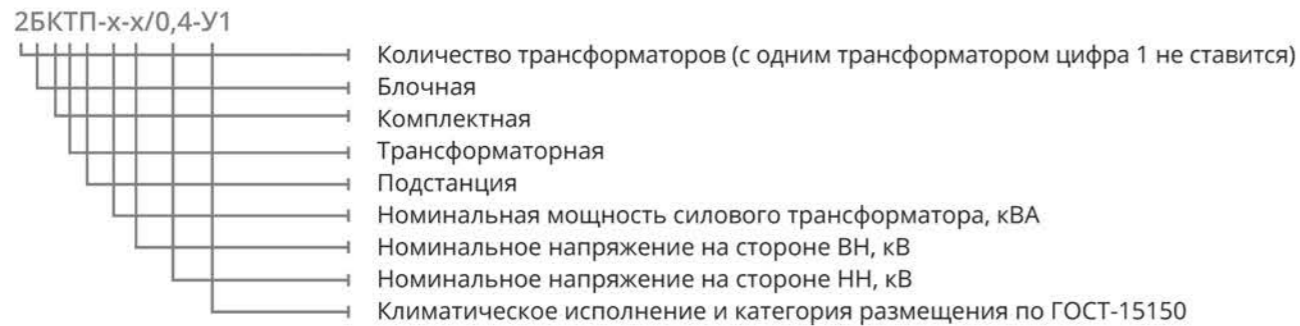 2БКТП-х-х/0,4-У1
Количество трансформаторов (с одним трансформатором цифра 1 не ставится)
Блочная
Комплектная
Трансформаторная
Подстанция
Номинальная мощность силового трансформатора, кВА
Номинальное напряжение на стороне ВН, кВ
Номинальное напряжение на стороне НН, кВ
Климатическое исполнение и категория размещения по ГОСТ-15150